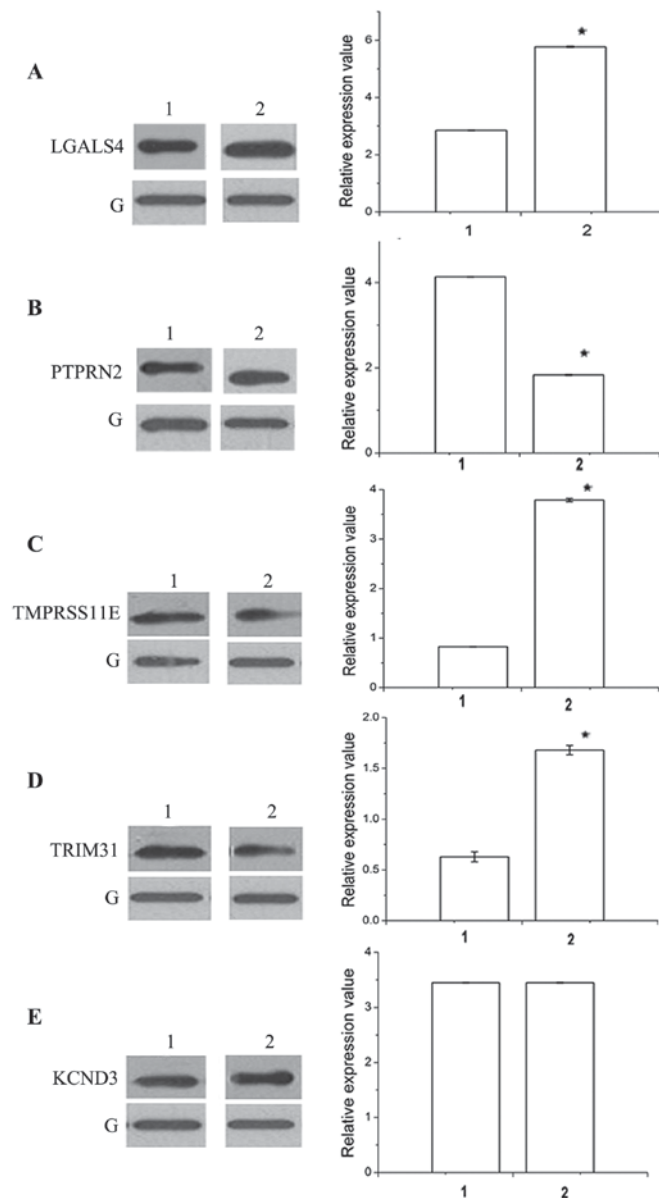 A
1 2
LGALS4
G
Relative expression value
6
4
2
0
*
1 2
B
1 2
PTPRN2
G
Relative expression value
4
2
0
*
1 2
C
1 2
TMPRSS11E
G
Relative expression value
4
3
2
1
0
*
1 2
D
1 2
TRIM31
G
Relative expression value
2.0
1.5
1.0
0.5
0.0
*
1 2
E
1 2
KCND3
G
Relative expression value
4
3
2
1
0
1 2